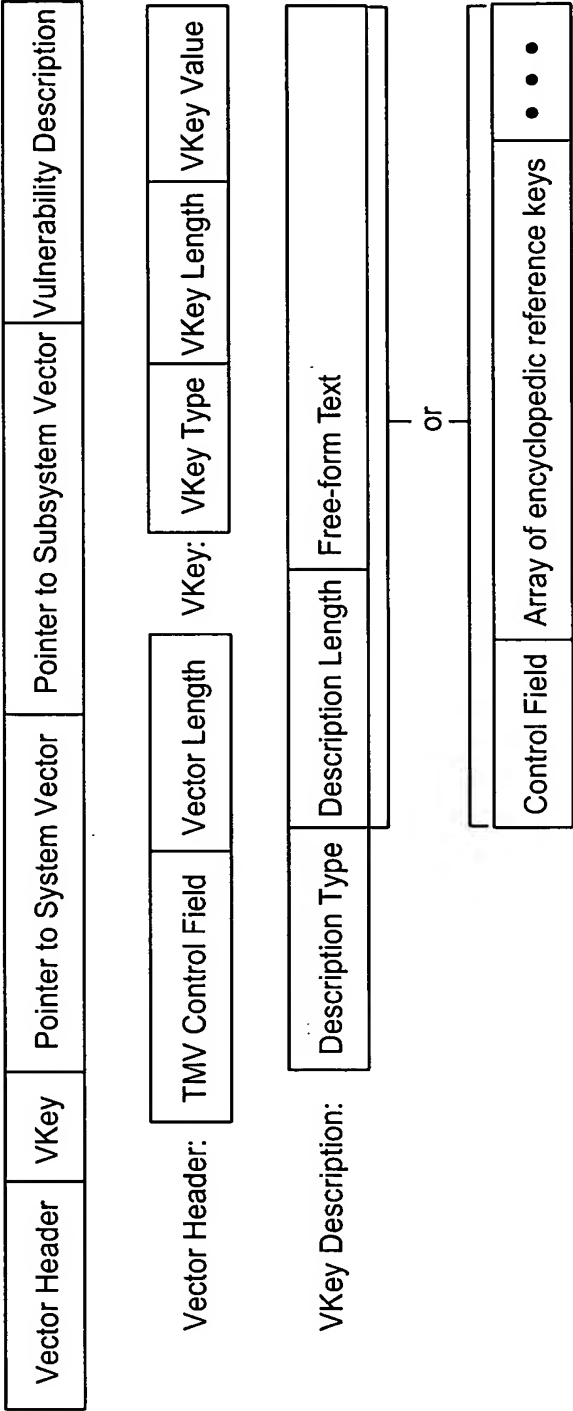 Vector Header VKey Pointer to System Vector Pointer to Subsystem Vector Vulnerability Description
Vector Header: TMV Control Field Vector Length VKey: VKey Type VKey Length VKey Value
VKey Description: Description Type Description Length Free-form Text
or
Control Field Array of encyclopedic reference keys • • •